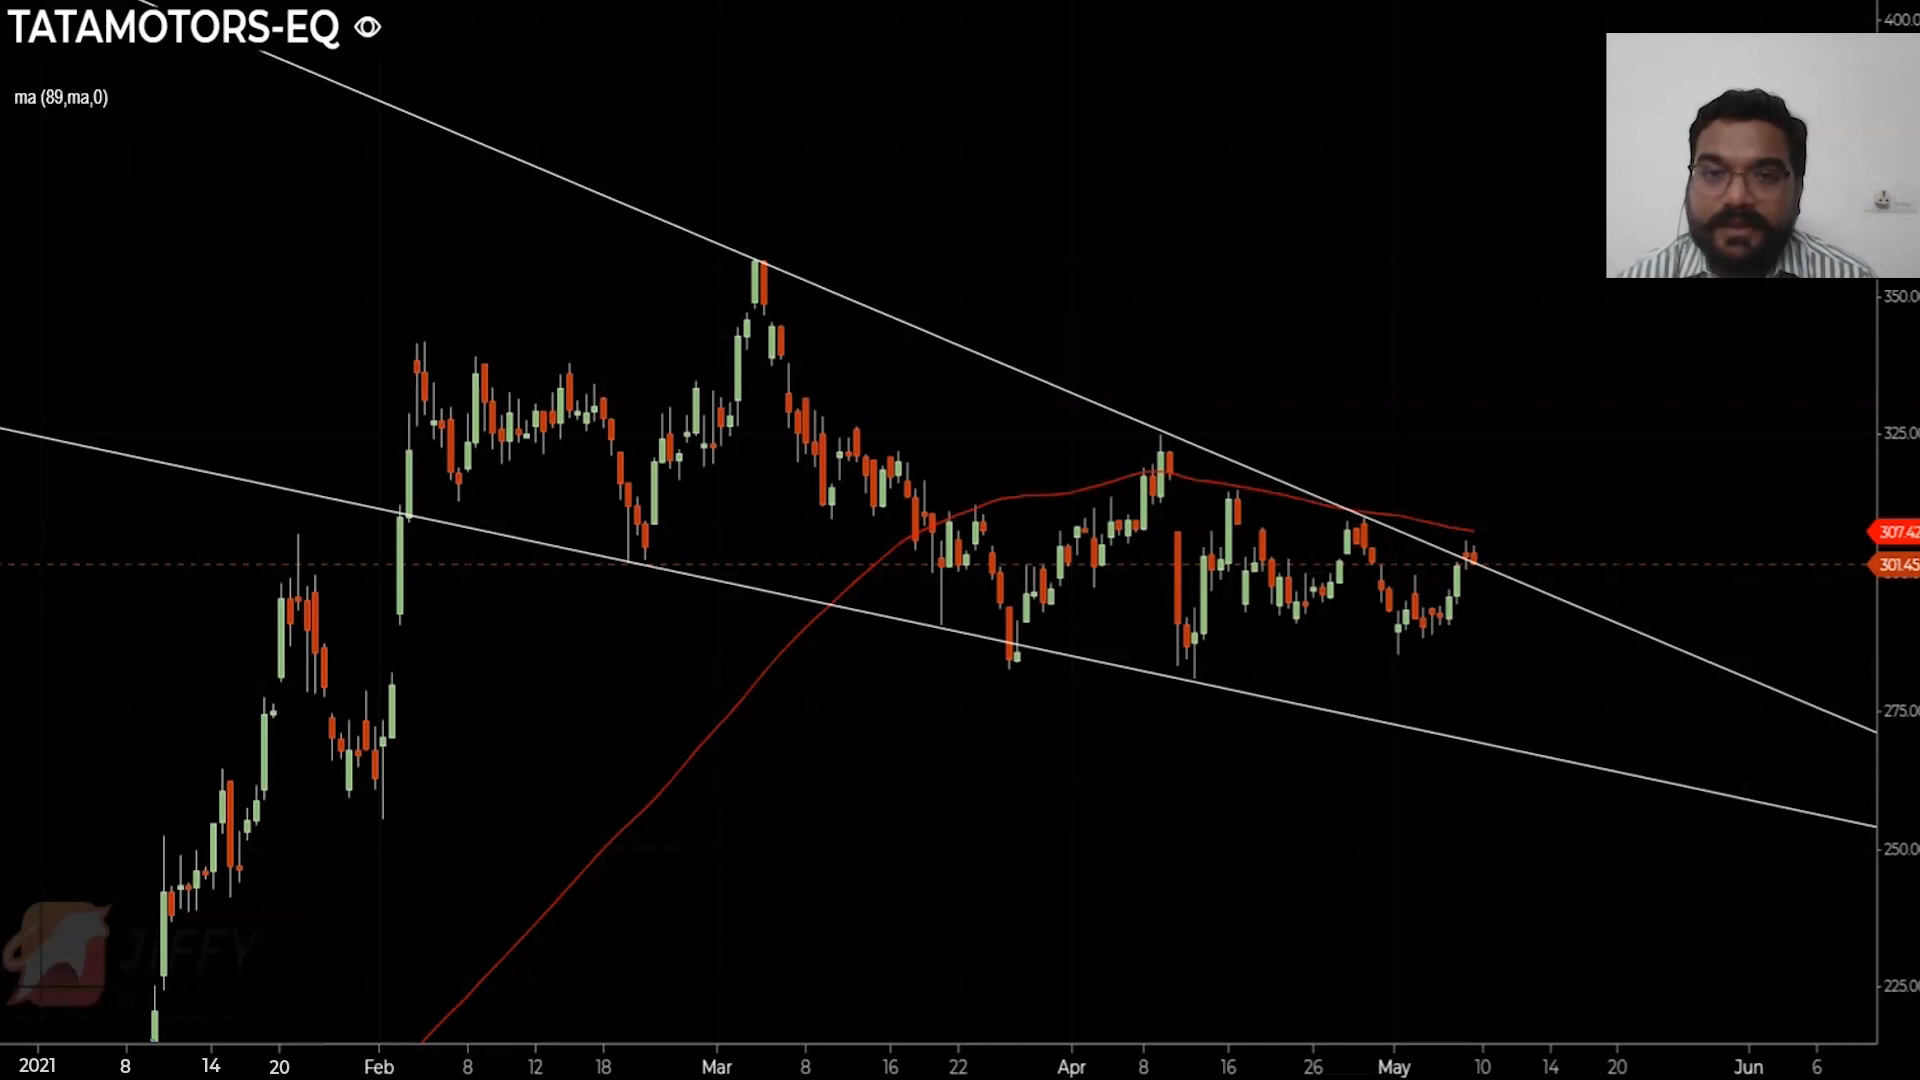 TATAMOTORS-EQ
ma (89,ma,0)
400.0
350.0
325.0
307.42
301.45
275.0
250.0
225.0
JIFFY
2021 8 14 20 Feb 8 12 18 Mar 8 16 22 Apr 8 16 26 May 10 14 20 Jun 6